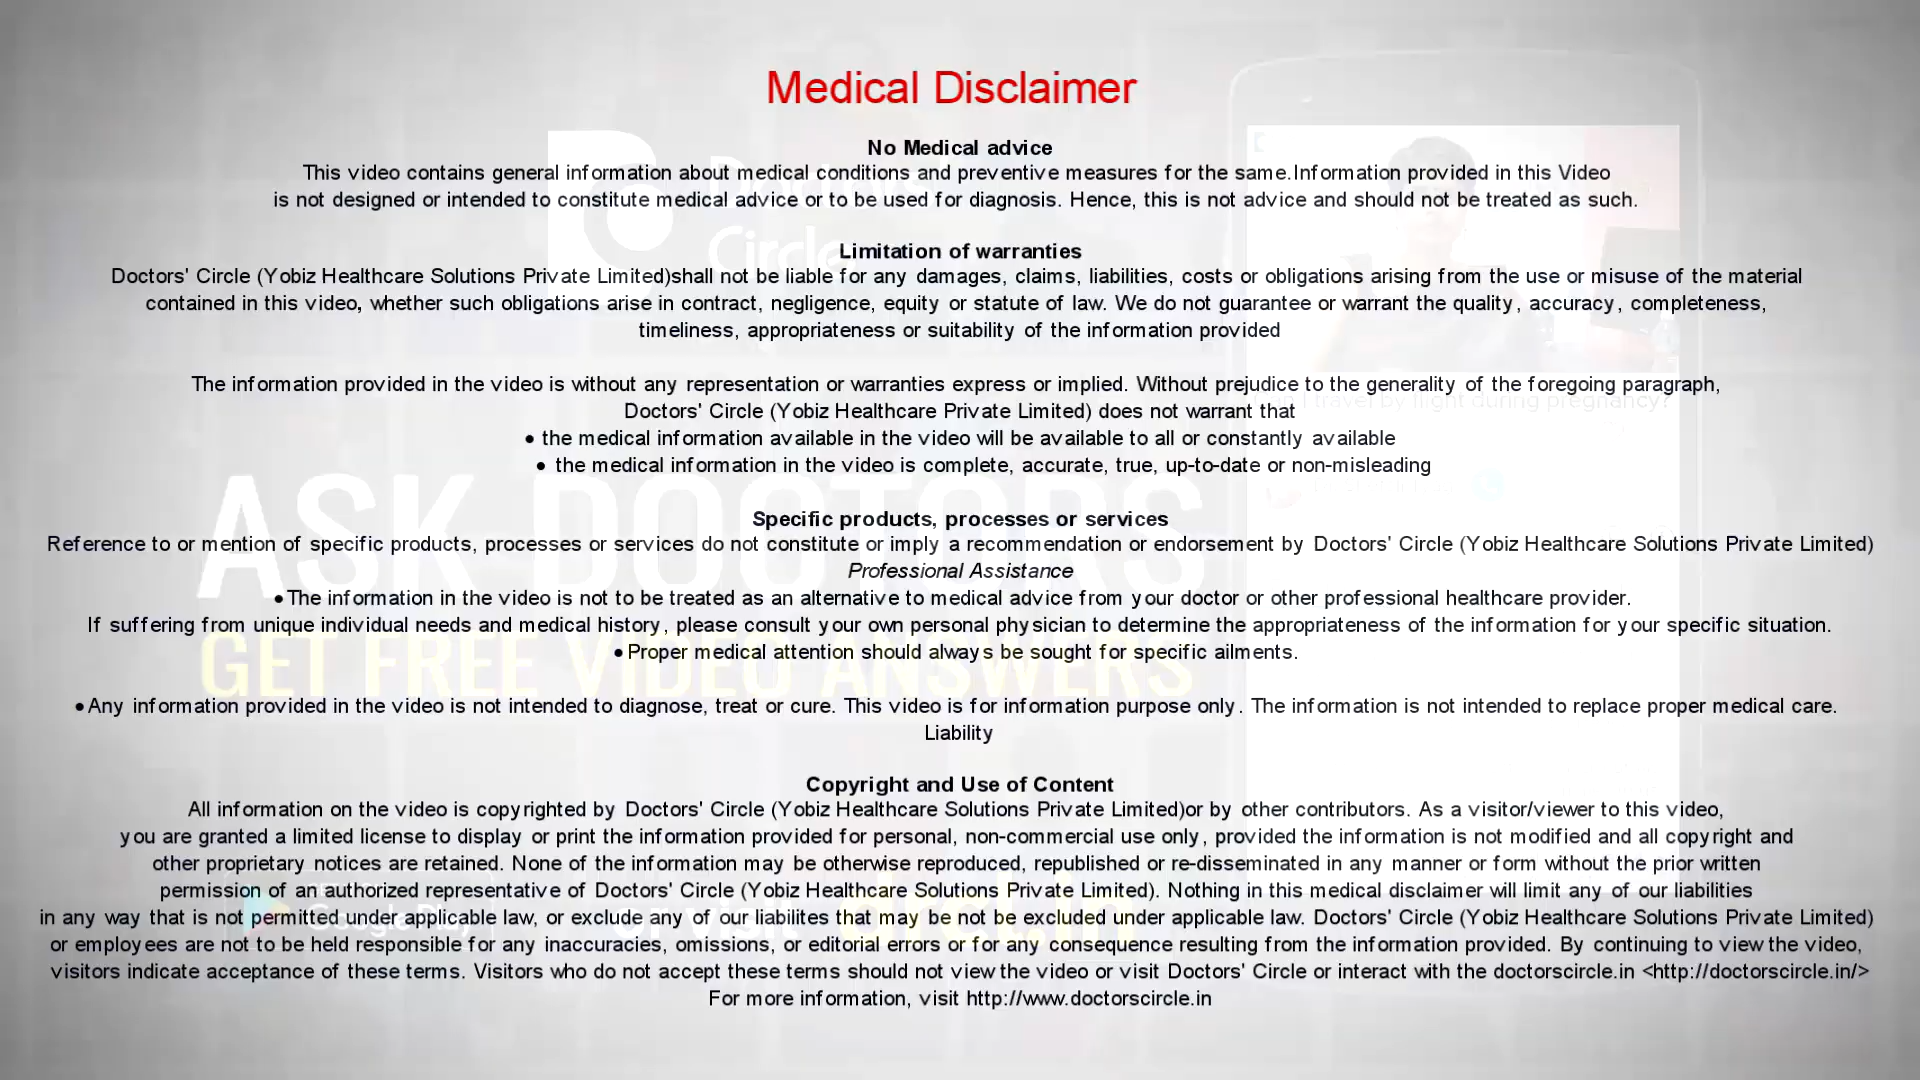 Medical Disclaimer
No Medical advice
This video contains general information about medical conditions and preventive measures for the same.Information provided in this Video
is not designed or intended to constitute medical advice or to be used for diagnosis. Hence, this is not advice and should not be treated as such.
Doctors'
Circle
Limitation of warranties
Doctors' Circle (Yobiz Healthcare Solutions Private Limited)shall not be liable for any damages, claims, liabilities, costs or obligations arising from the use or misuse of the material
contained in this video, whether such obligations arise in contract, negligence, equity or statute of law. We do not guarantee or warrant the quality, accuracy, completeness,
timeliness, appropriateness or suitability of the information provided
The information provided in the video is without any representation or warranties express or implied. Without prejudice to the generality of the foregoing paragraph,
Can I travel by flight during pregnancy?
Doctors' Circle (Yobiz Healthcare Private Limited) does not warrant that
• the medical information available in the video will be available to all or constantly available
• the medical information in the video is complete, accurate, true, up-to-date or non-misleading
ASK DOCTORS
Specific products, processes or services
Reference to or mention of specific products, processes or services do not constitute or imply a recommendation or endorsement by Doctors' Circle (Yobiz Healthcare Solutions Private Limited)
Professional Assistance
•The information in the video is not to be treated as an alternative to medical advice from your doctor or other professional healthcare provider.
If suffering from unique individual needs and medical history, please consult your own personal physician to determine the appropriateness of the information for your specific situation.
GET FREE VIDEO ANSWERS
•Proper medical attention should always be sought for specific ailments.
•Any information provided in the video is not intended to diagnose, treat or cure. This video is for information purpose only. The information is not intended to replace proper medical care.
Liability
Copyright and Use of Content
All information on the video is copyrighted by Doctors' Circle (Yobiz Healthcare Solutions Private Limited)or by other contributors. As a visitor/viewer to this video,
you are granted a limited license to display or print the information provided for personal, non-commercial use only, provided the information is not modified and all copyright and
other proprietary notices are retained. None of the information may be otherwise reproduced, republished or re-disseminated in any manner or form without the prior written
permission of an authorized representative of Doctors' Circle (Yobiz Healthcare Solutions Private Limited). Nothing in this medical disclaimer will limit any of our liabilities
in any way that is not permitted under applicable law, or exclude any of our liabilites that may be not be excluded under applicable law. Doctors' Circle (Yobiz Healthcare Solutions Private Limited)
Google Play
or visit drcl.in
or employees are not to be held responsible for any inaccuracies, omissions, or editorial errors or for any consequence resulting from the information provided. By continuing to view the video,
visitors indicate acceptance of these terms. Visitors who do not accept these terms should not view the video or visit Doctors' Circle or interact with the doctorscircle.in <http://doctorscircle.in/>
For more information, visit http://www.doctorscircle.in